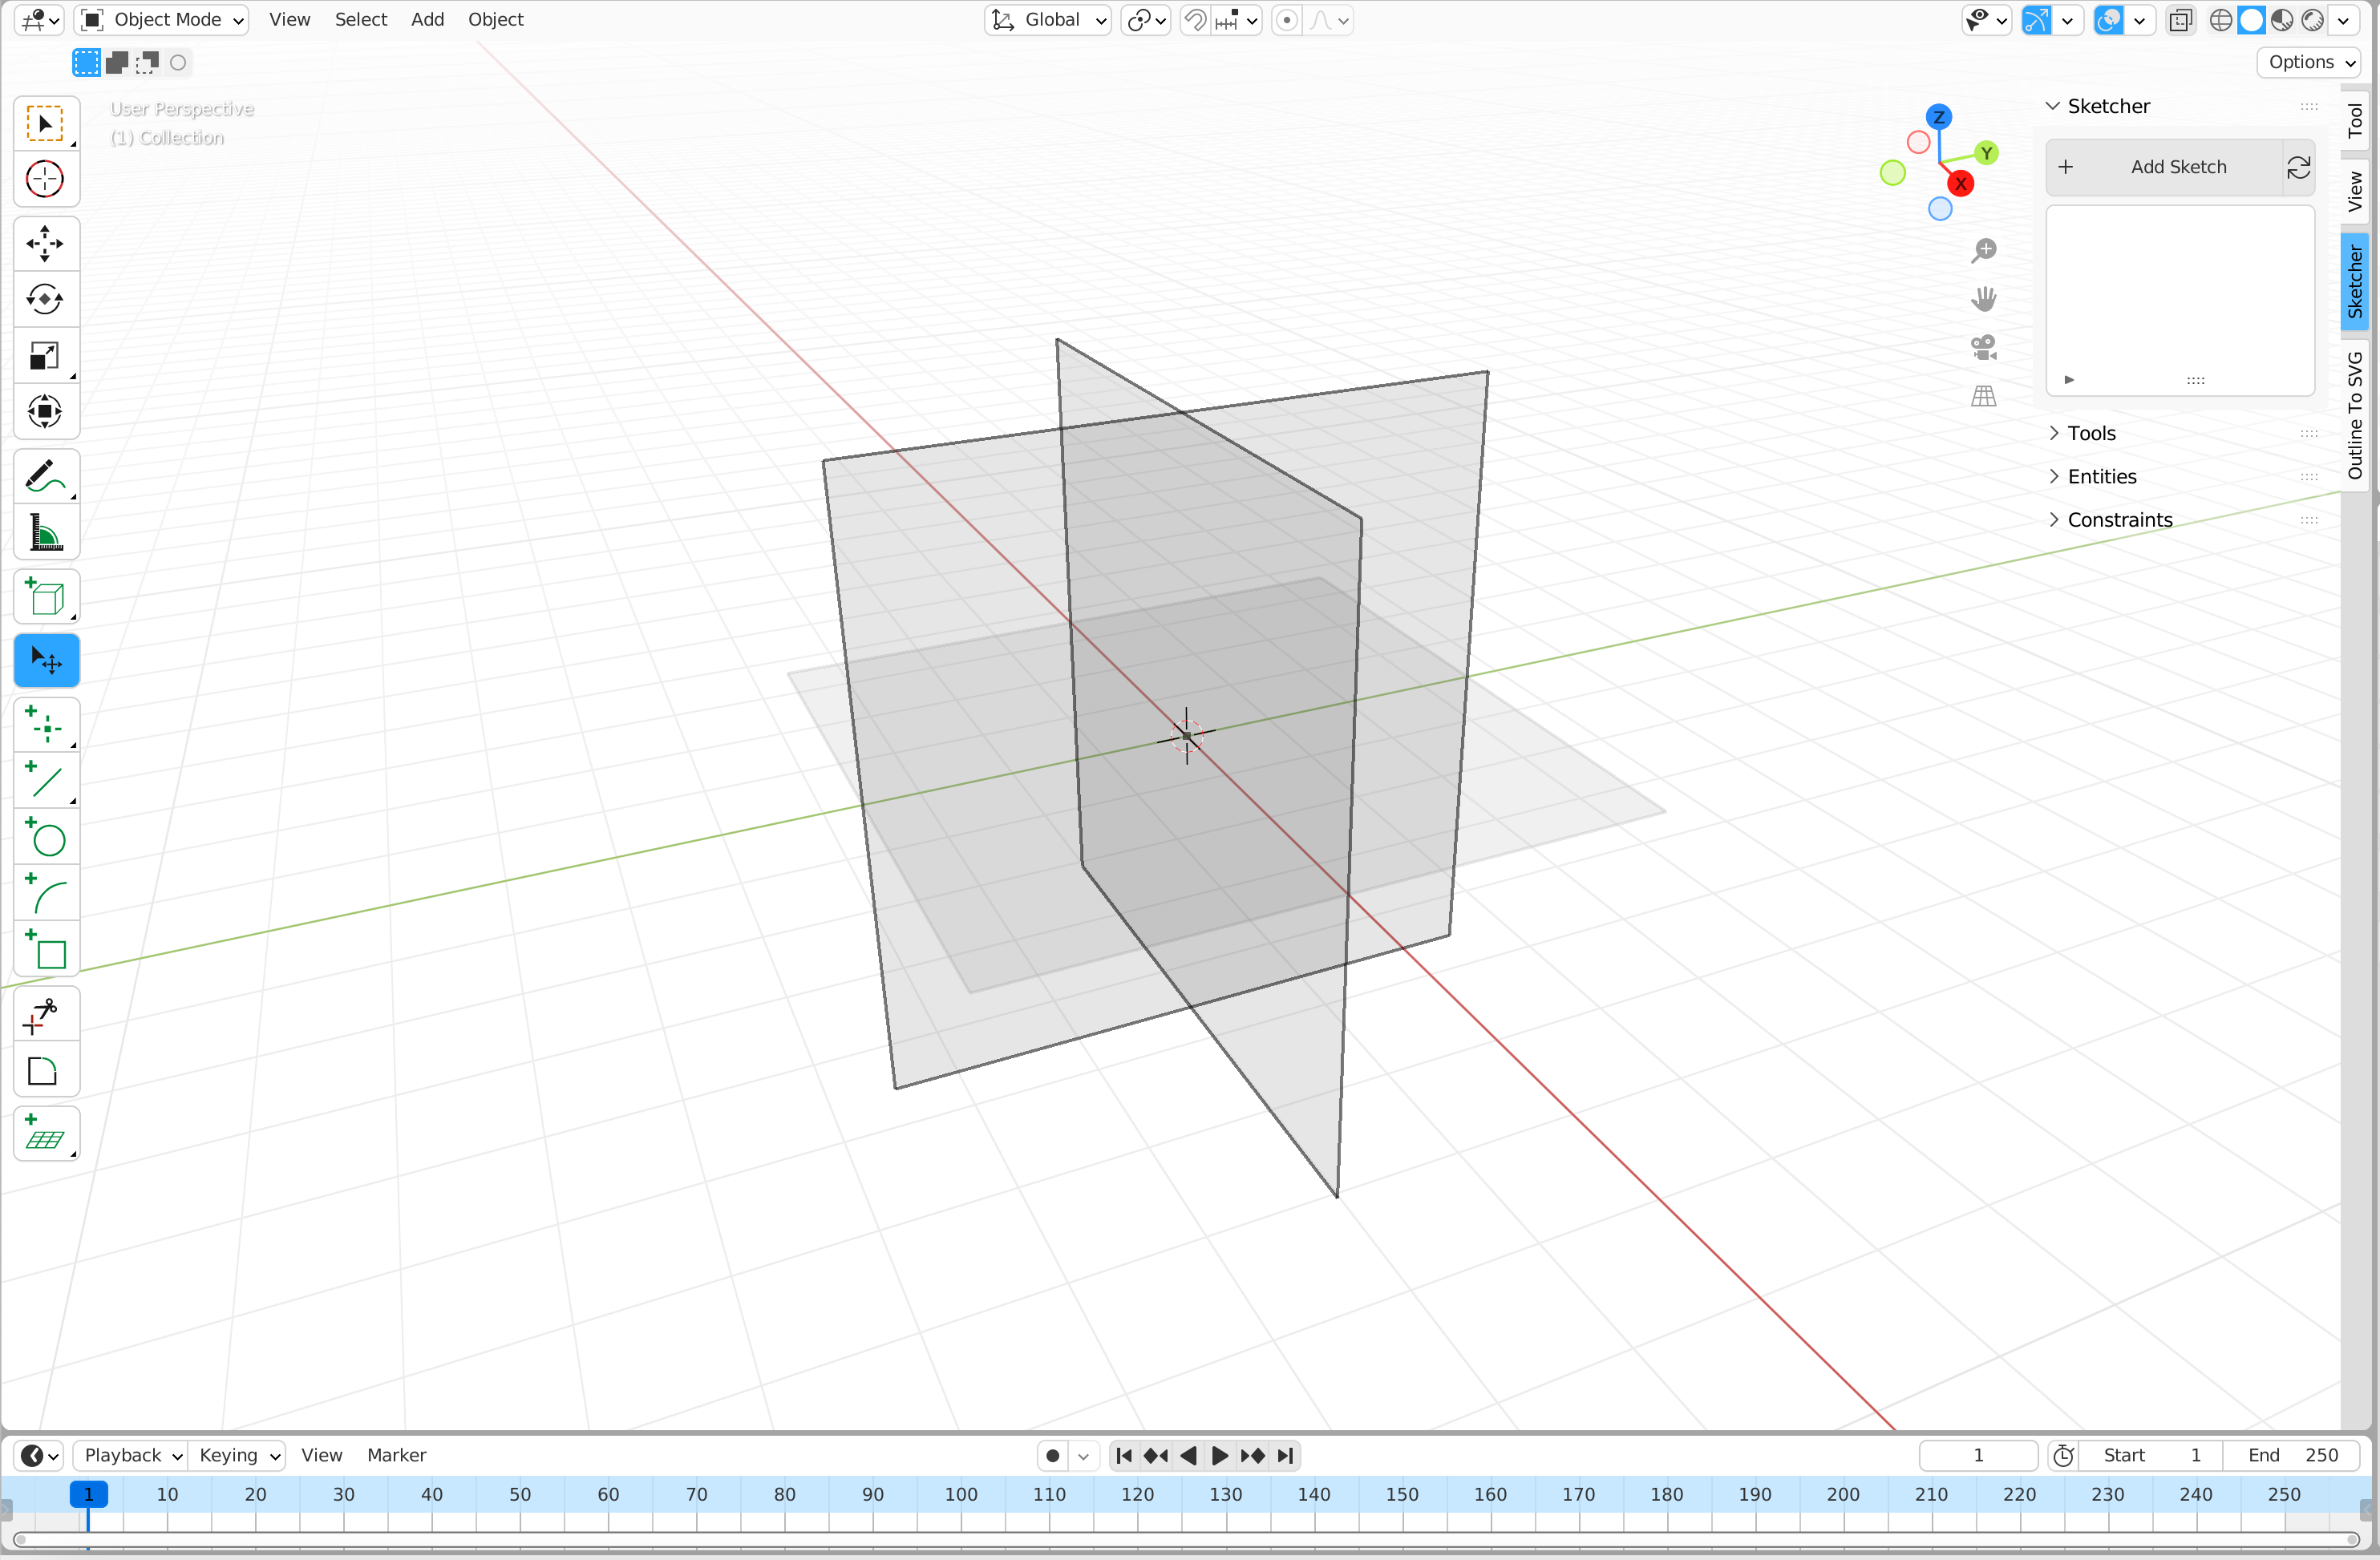 Object Mode View Select Add Object Global
Options
User Perspective
(1) Collection
Z
Y
X
Sketcher
Add Sketch
Tools
Entities
Constraints
Tool
View
Sketcher
Outline To SVG
Playback Keying View Marker 1 Start 1 End 250
1 10 20 30 40 50 60 70 80 90 100 110 120 130 140 150 160 170 180 190 200 210 220 230 240 250